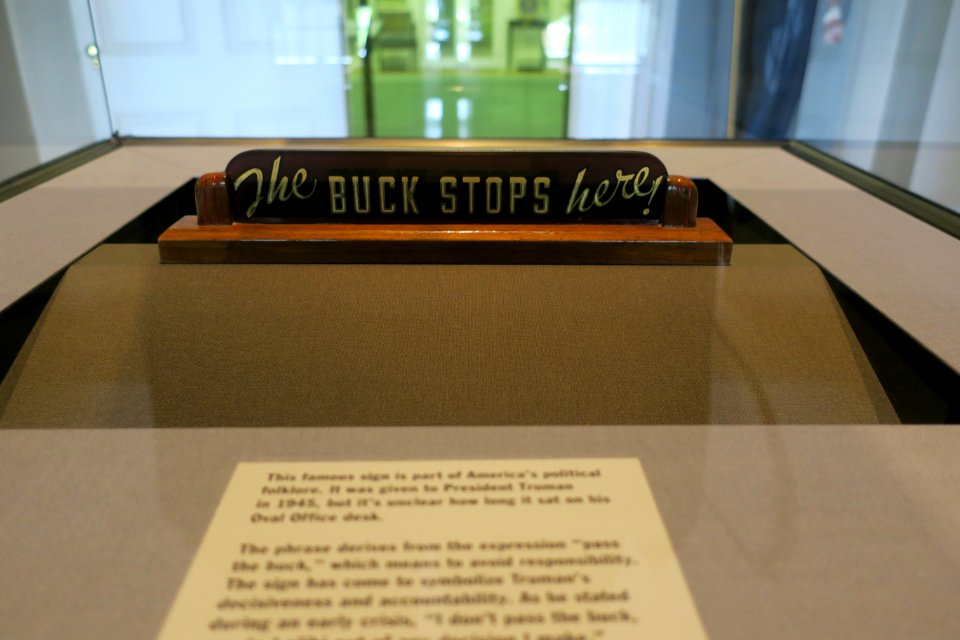 The BUCK STOPS here!
This famous sign is part of America's political
folklore. It was given to President Truman
in 1945, but it's unclear how long it sat on his
Oval Office desk.
The phrase derives from the expression "pass
the buck," which means to avoid responsibility.
The sign has come to symbolize Truman's
decisiveness and accountability. As he stated
during an early crisis, "I don't pass the buck,
decision I make."